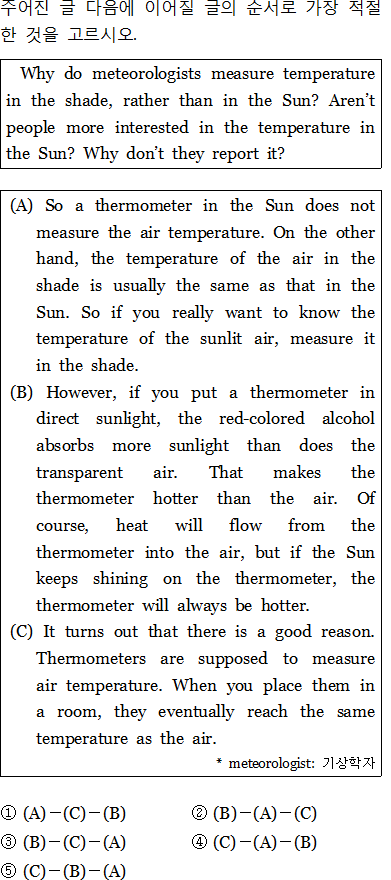 주어진 글 다음에 이어질 글의 순서로 가장 적절
한 것을 고르시오.
Why do meteorologists measure temperature
in the shade, rather than in the Sun? Aren't
people more interested in the temperature in
the Sun? Why don't they report it?
(A) So a thermometer in the Sun does not
measure the air temperature. On the other
hand, the temperature of the air in the
shade is usually the same as that in the
Sun. So if you really want to know the
temperature of the sunlit air, measure it
in the shade.
(B) However, if you put a thermometer in
direct sunlight, the red-colored alcohol
absorbs more sunlight than does the
transparent air. That makes the
thermometer hotter than the air. Of
course, heat will flow from the
thermometer into the air, but if the Sun
keeps shining on the thermometer, the
thermometer will always be hotter.
(C) It turns out that there is a good reason.
Thermometers are supposed to measure
air temperature. When you place them in
a room, they eventually reach the same
temperature as the air.
* meteorologist: 기상학자
① (A)－(C)－(B) ② (B)－(A)－(C)
③ (B)－(C)－(A) ④ (C)－(A)－(B)
⑤ (C)－(B)－(A)